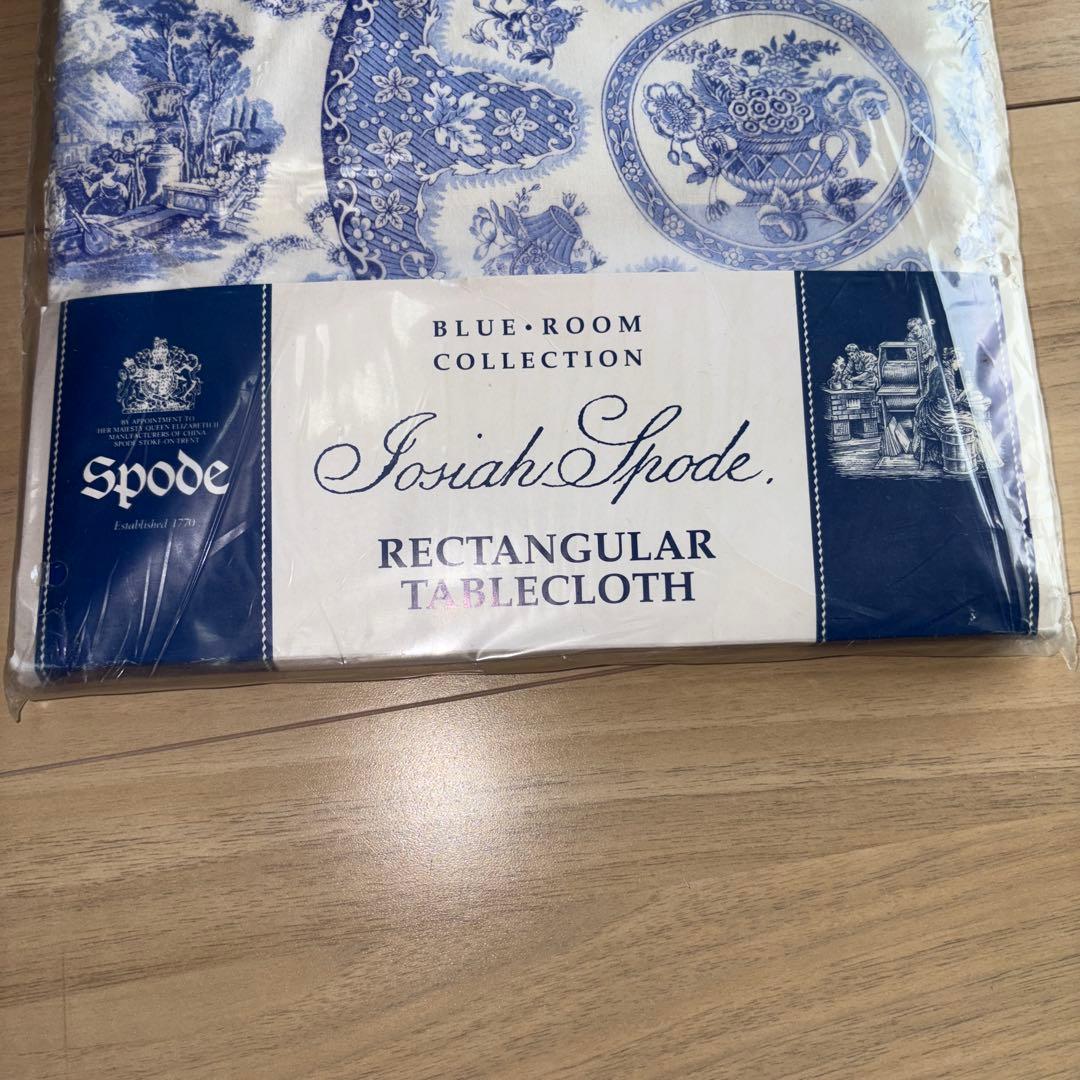 BLUE • ROOM
COLLECTION
Josiah Spode.
RECTANGULAR
TABLECLOTH
BY APPOINTMENT TO
HER MAJESTY QUEEN ELIZABETH II
MANUFACTURERS OF CHINA
SPODE STOKE-ON-TRENT
Spode
Established 1770